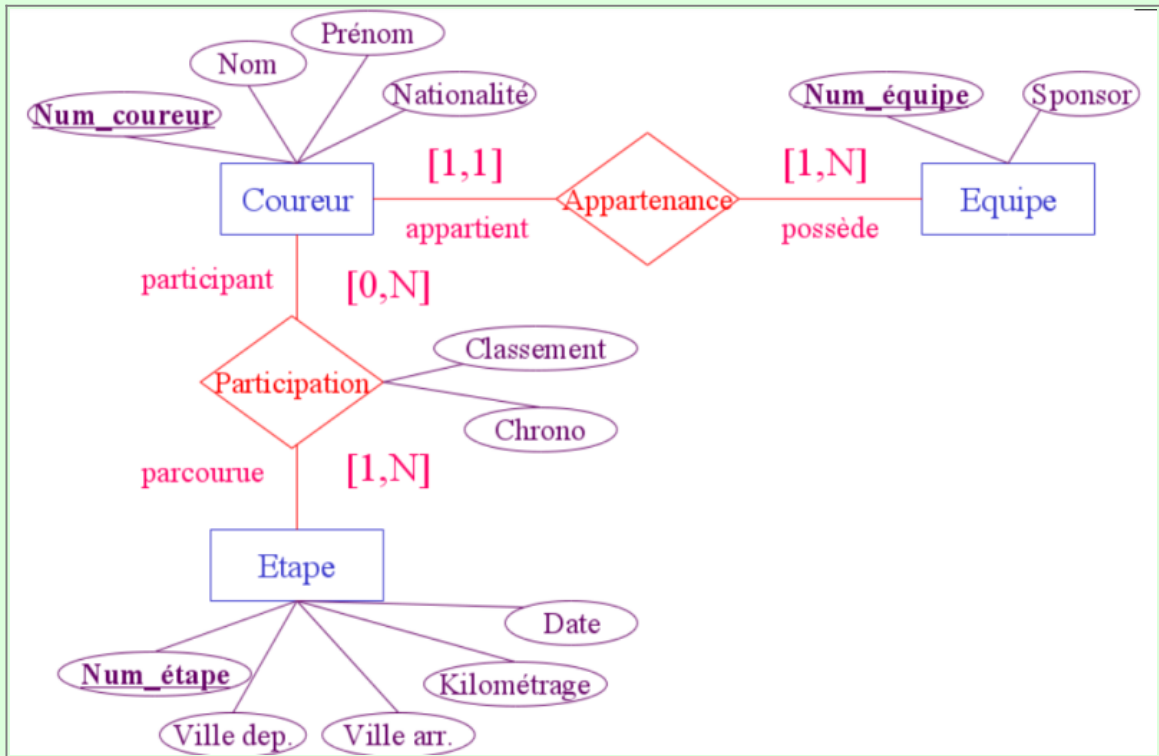 Prénom
Nom
Nationalité
Num_coureur
Num_équipe
Sponsor
[1,1]
[1,N]
Coureur
Appartenance
Equipe
appartient
possède
participant
[0,N]
Classement
Participation
Chrono
parcourue
[1,N]
Etape
Date
Num_étape
Kilométrage
Ville dep.
Ville arr.